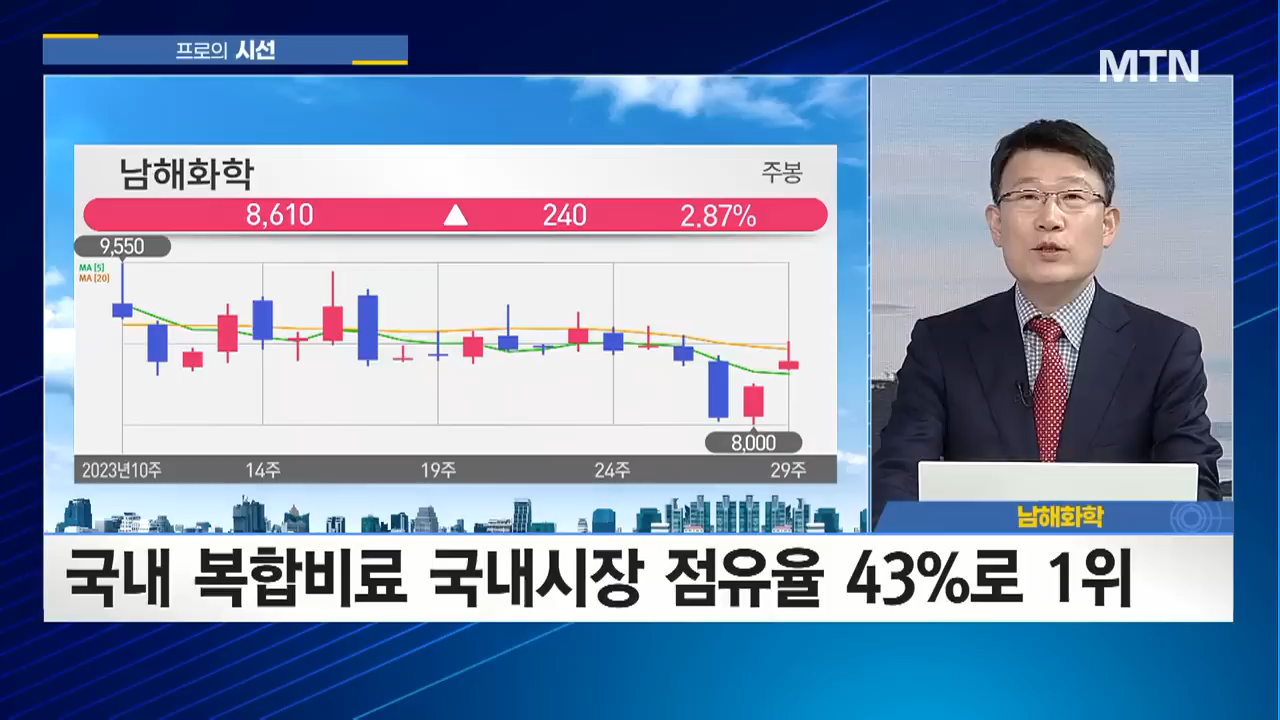 프로의 시선
MTN
남해화학
주봉
8,610 ▲ 240 2.87%
9,550
MA [5]
MA [20]
8,000
2023년10주 14주 19주 24주 29주
남해화학
국내 복합비료 국내시장 점유율 43%로 1위